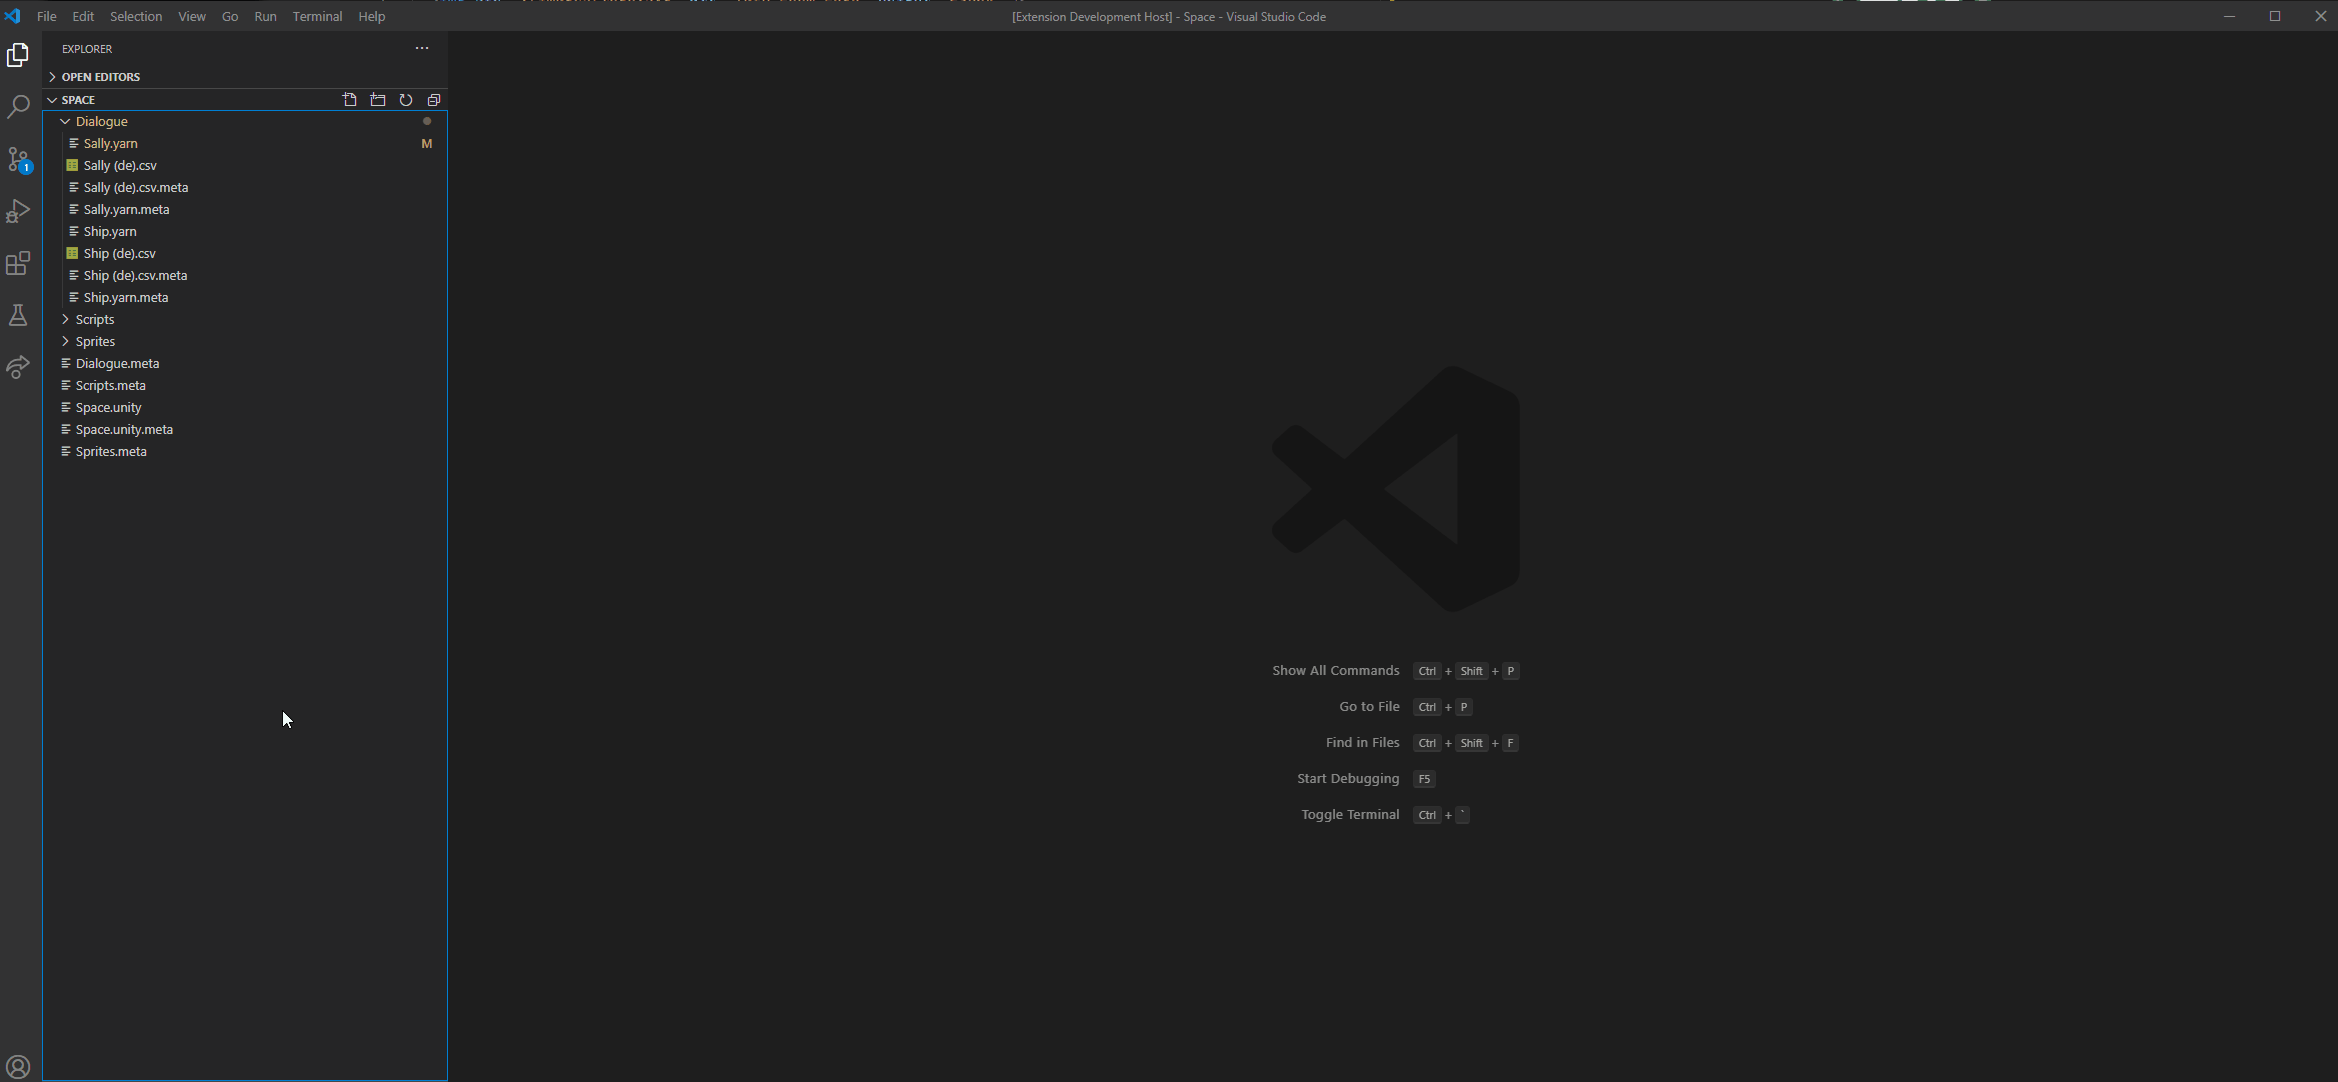 File Edit Selection View Go Run Terminal Help
[Extension Development Host] - Space - Visual Studio Code
EXPLORER
OPEN EDITORS
SPACE
Dialogue
Sally.yarn M
Sally (de).csv
1
Sally (de).csv.meta
Sally.yarn.meta
Ship.yarn
Ship (de).csv
Ship (de).csv.meta
Ship.yarn.meta
Scripts
Sprites
Dialogue.meta
Scripts.meta
Space.unity
Space.unity.meta
Sprites.meta
Show All Commands Ctrl + Shift + P
Go to File Ctrl + P
Find in Files Ctrl + Shift + F
Start Debugging F5
Toggle Terminal Ctrl + `